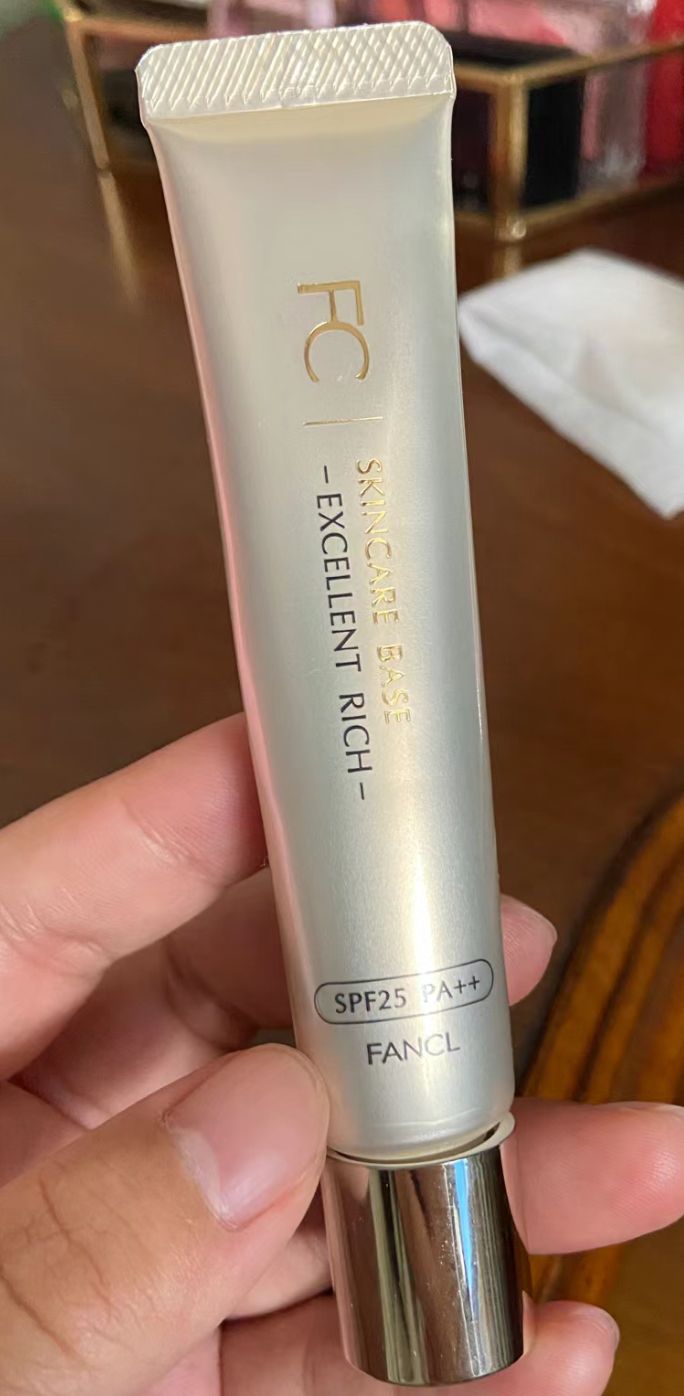 FC
SKINCARE BASE
–EXCELLENT RICH–
SPF25 PA++
FANCL